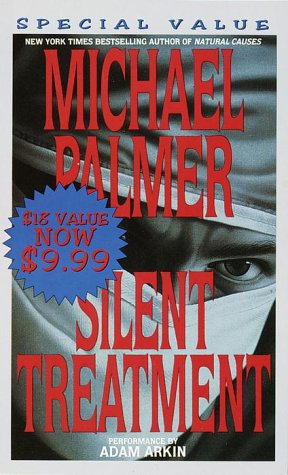 SPECIAL VALUE
NEW YORK TIMES BESTSELLING AUTHOR OF NATURAL CAUSES
MICHAEL
PALMER
$18 VALUE
NOW
$9.99
SILENT
TREATMENT
PERFORMANCE BY
ADAM ARKIN